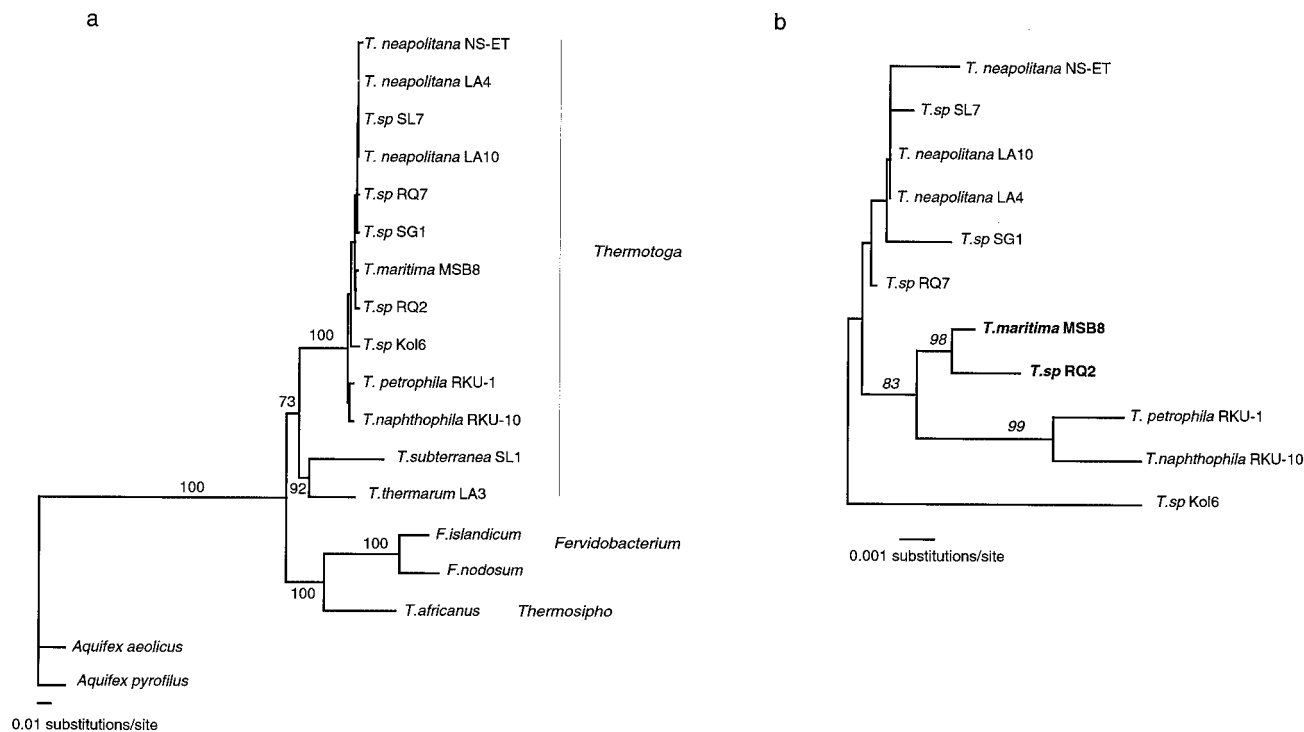 a
T. neapolitana NS-ET
T. neapolitana LA4
T.sp SL7
T. neapolitana LA10
T.sp RQ7
T.sp SG1
Thermotoga
T.maritima MSB8
T.sp RQ2
100
T.sp Kol6
T. petrophila RKU-1
73
T.naphthophila RKU-10
T.subterranea SL1
100
92
T.thermarum LA3
F.islandicum
Fervidobacterium
100
F.nodosum
100
T.africanus
Thermosipho
Aquifex aeolicus
Aquifex pyrofilus
0.01 substitutions/site
b
T. neapolitana NS-ET
T.sp SL7
T. neapolitana LA10
T. neapolitana LA4
T.sp SG1
T.sp RQ7
T.maritima MSB8
98
T.sp RQ2
83
T. petrophila RKU-1
99
T.naphthophila RKU-10
T.sp Kol6
0.001 substitutions/site